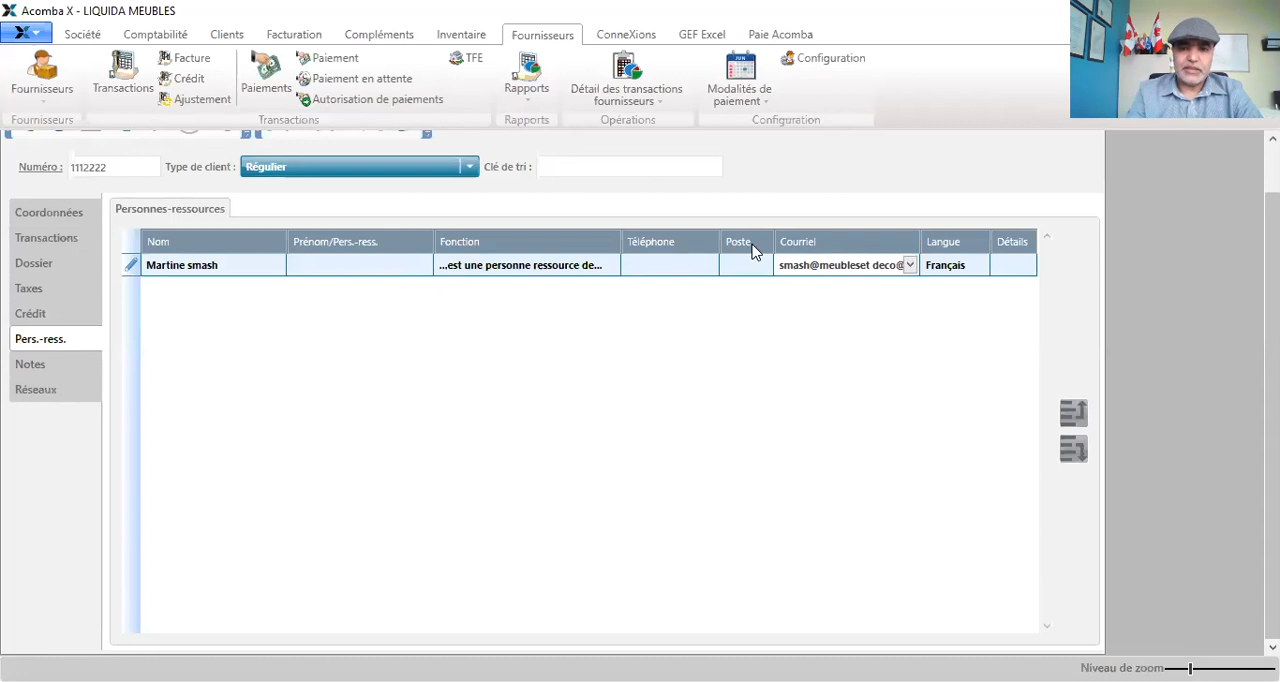 Acomba X - LIQUIDA MEUBLES
Société Comptabilité Clients Facturation Compléments Inventaire Fournisseurs ConneXions GEF Excel Paie Acomba
Fournisseurs
Transactions
Facture
Crédit
Ajustement
Paiements
Paiement
Paiement en attente
Autorisation de paiements
TFE
Rapports
Détail des transactions
fournisseurs
Modalités de
paiement
Configuration
Fournisseurs Transactions Rapports Opérations Configuration
Numéro : 1112222 Type de client : Régulier Clé de tri :
Coordonnées
Transactions
Dossier
Taxes
Crédit
Pers.-ress.
Notes
Réseaux
Personnes-ressources
Nom Prénom/Pers.-ress. Fonction Téléphone Poste Courriel Langue Détails
Martine smash ...est une personne ressource de... smash@meubleset deco@ Français
Niveau de zoom